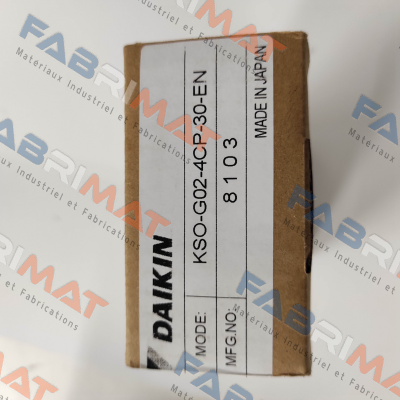 DAIKIN
MODE: KSO-G02-4CP-30-EN
MFG.NO. 8103
MADE IN JAPAN
FABRIMAT
Materiaux Industriel et Fabrications